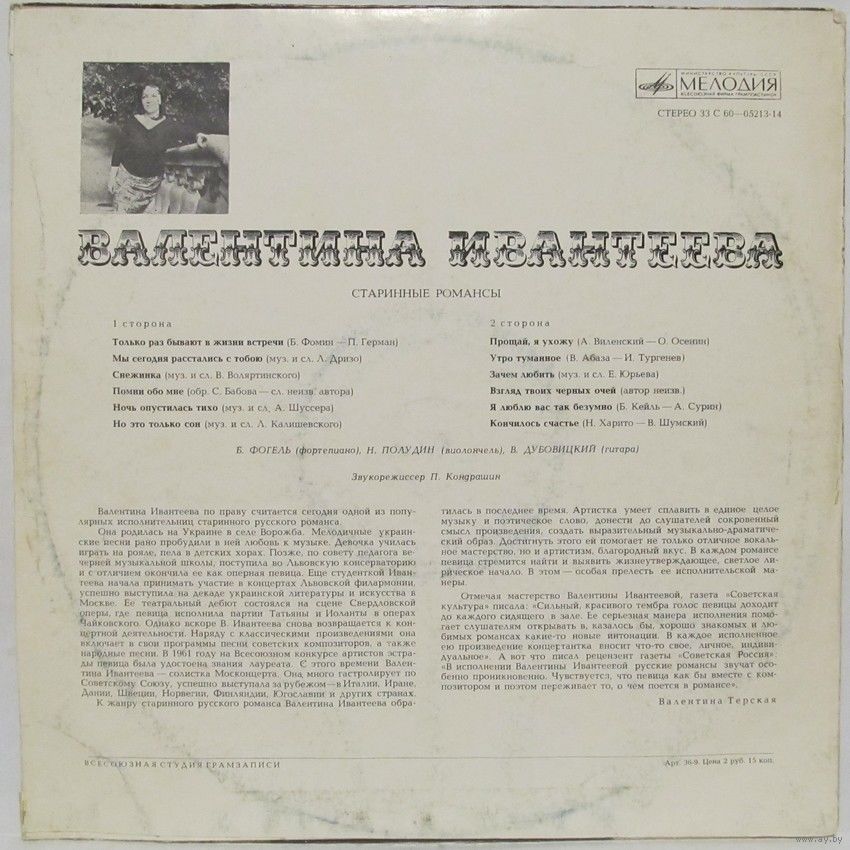 МИНИСТЕРСТВО КУЛЬТУРЫ СССР
МЕЛОДИЯ
ВСЕСОЮЗНАЯ ФИРМА ГРАМПЛАСТИНОК
СТЕРЕО 33 С 60—05213-14
ВАЛЕНТИНА ИВАНТЕЕВА
СТАРИННЫЕ РОМАНСЫ
1 сторона
Только раз бывают в жизни встречи (Б. Фомин — П. Герман)
Мы сегодня расстались с тобою (муз. и сл. Л. Дризо)
Снежинка (муз. и сл. В. Воляртинского)
Помни обо мне (обр. С. Бабова — сл. неизв. автора)
Ночь опустилась тихо (муз. и сл. А. Шуссера)
Но это только сон (муз. и сл. Л. Калишевского)
2 сторона
Прощай, я ухожу (А. Виленский — О. Осенин)
Утро туманное (В. Абаза — И. Тургенев)
Зачем любить (муз. и сл. Е. Юрьева)
Взгляд твоих черных очей (автор неизв.)
Я люблю вас так безумно (Б. Кейль — А. Сурин)
Кончилось счастье (Н. Харито — В. Шумский)
Б. ФОГЕЛЬ (фортепиано), Н. ПОЛУДИН (виолончель), В. ДУБОВИЦКИЙ (гитара)
Звукорежиссер П. Кондрашин
Валентина Ивантеева по праву считается сегодня одной из попу-
лярных исполнительниц старинного русского романса.
Она родилась на Украине в селе Ворожба. Мелодичные украин-
ские песни рано пробудили в ней любовь к музыке. Девочка училась
играть на рояле, пела в детских хорах. Позже, по совету педагога ве-
черней музыкальной школы, поступила во Львовскую консерваторию
и с отличием окончила ее как оперная певица. Еще студенткой Иван-
теева начала принимать участие в концертах Львовской филармонии,
успешно выступила на декаде украинской литературы и искусства в
Москве. Ее театральный дебют состоялся на сцене Свердловской
оперы, где певица исполнила партии Татьяны и Иоланты в операх
Чайковского. Однако вскоре В. Ивантеева снова возвращается к кон-
цертной деятельности. Наряду с классическими произведениями она
включает в свои программы песни советских композиторов, а также
народные песни. В 1961 году на Всесоюзном конкурсе артистов эстра-
ды певица была удостоена звания лауреата. С этого времени Вален-
тина Ивантеева — солистка Москонцерта. Она много гастролирует по
Советскому Союзу, успешно выступала за рубежом — в Италии, Иране,
Дании, Швеции, Норвегии, Финляндии, Югославии и других странах.
К жанру старинного русского романса Валентина Ивантеева обра-
тилась в последнее время. Артистка умеет сплавить в единое целое
музыку и поэтическое слово, донести до слушателей сокровенный
смысл произведения, создать выразительный музыкально-драматиче-
ский образ. Достигнуть этого ей помогает не только отличное вокаль-
ное мастерство, но и артистизм, благородный вкус. В каждом романсе
певица стремится найти и выявить жизнеутверждающее, светлое ли-
рическое начало. В этом — особая прелесть ее исполнительской ма-
неры.
Отмечая мастерство Валентины Ивантеевой, газета «Советская
культура» писала: «Сильный, красивого тембра голос певицы доходит
до каждого сидящего в зале. Ее серьезная манера исполнения помо-
гает слушателям открывать в, казалось бы, хорошо знакомых и лю-
бимых романсах какие-то новые интонации. В каждое исполненное
ею произведение концертантка вносит что-то свое, личное, индиви-
дуальное». А вот что писал рецензент газеты «Советская Россия»:
«В исполнении Валентины Ивантеевой русские романсы звучат осо-
бенно проникновенно. Чувствуется, что певица как бы вместе с ком-
позитором и поэтом переживает то, о чем поется в романсе».
Валентина Терская
ВСЕСОЮЗНАЯ СТУДИЯ ГРАМЗАПИСИ
Арт. 36-9. Цена 2 руб. 15 коп.
www.ay.by